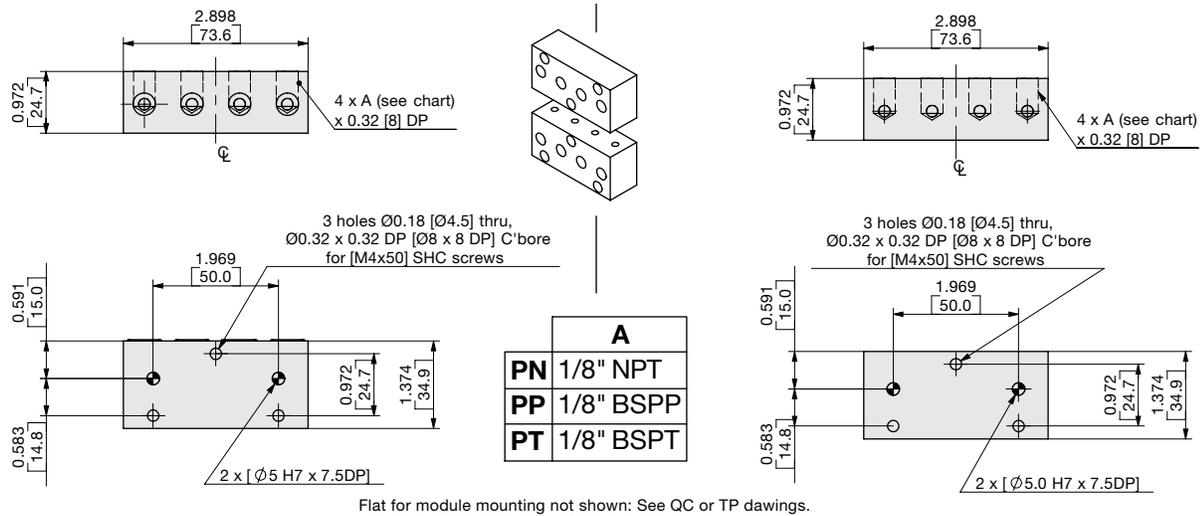 2.898
73.6
0.972
24.7
4 x A (see chart)
x 0.32 [8] DP
℄
2.898
73.6
0.972
24.7
4 x A (see chart)
x 0.32 [8] DP
℄
3 holes Ø0.18 [Ø4.5] thru,
Ø0.32 x 0.32 DP [Ø8 x 8 DP] C'bore
for [M4x50] SHC screws
1.969
50.0
0.591
15.0
0.583
14.8
0.972
24.7
1.374
34.9
2 x [ Ø5 H7 x 7.5DP]
A
PN 1/8" NPT
PP 1/8" BSPP
PT 1/8" BSPT
3 holes Ø0.18 [Ø4.5] thru,
Ø0.32 x 0.32 DP [Ø8 x 8 DP] C'bore
for [M4x50] SHC screws
1.969
50.0
0.591
15.0
0.583
14.8
0.972
24.7
1.374
34.9
2 x [ Ø5.0 H7 x 7.5DP]
Flat for module mounting not shown: See QC or TP dawings.